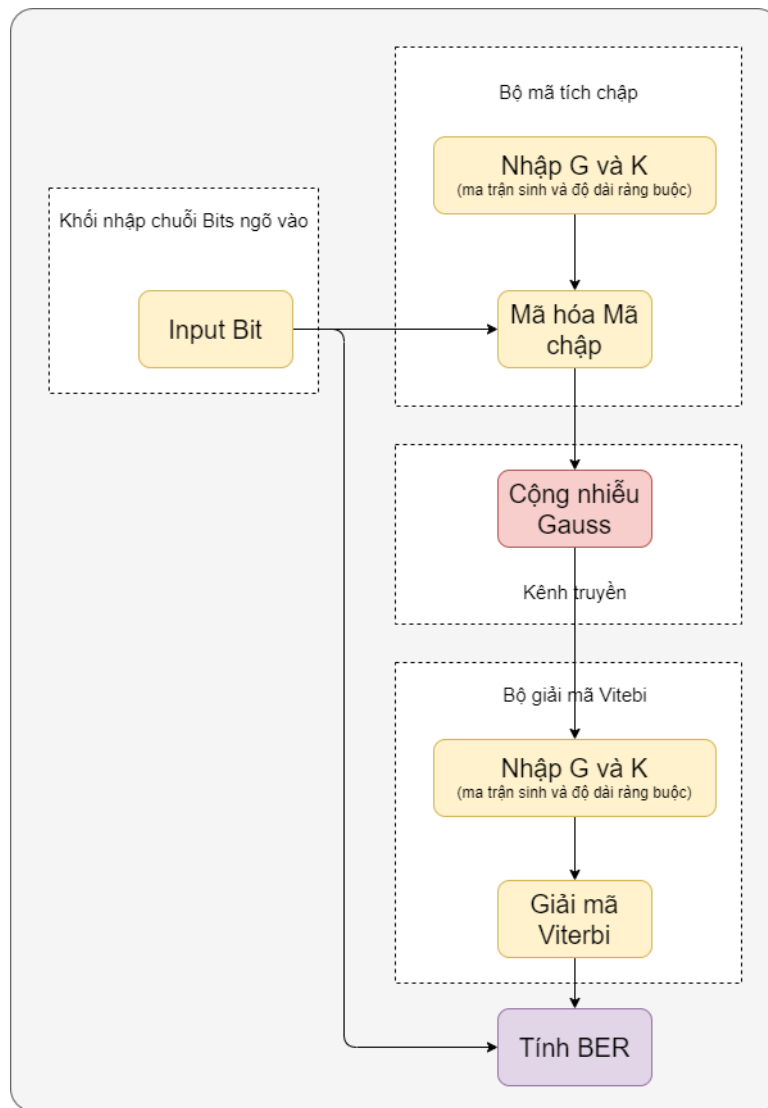 Bộ mã tích chập
Nhập G và K
(ma trận sinh và độ dài ràng buộc)
Khối nhập chuỗi Bits ngõ vào
Input Bit
Mã hóa Mã
chập
Cộng nhiễu
Gauss
Kênh truyền
Bộ giải mã Vitebi
Nhập G và K
(ma trận sinh và độ dài ràng buộc)
Giải mã
Viterbi
Tính BER